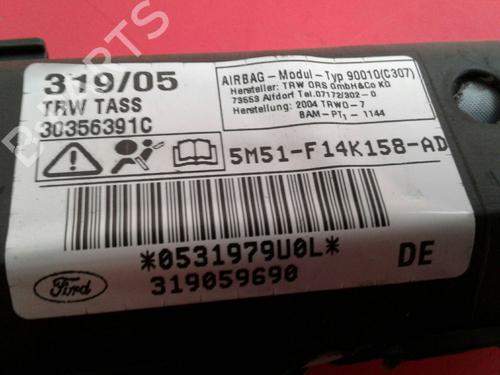 319/05
TRW TASS
30356391C
AIRBAG-Modul-Typ 90010(C307)
Hersteller: TRW ORS GmbH&Co KG
73553 Alfdorf Tel.07172/302-0
Herstellung: 2004 TRWO-7
BAM-PT1-1144
5M51-F14K158-AD
*0531979U0L*
319059690
DE
Ford